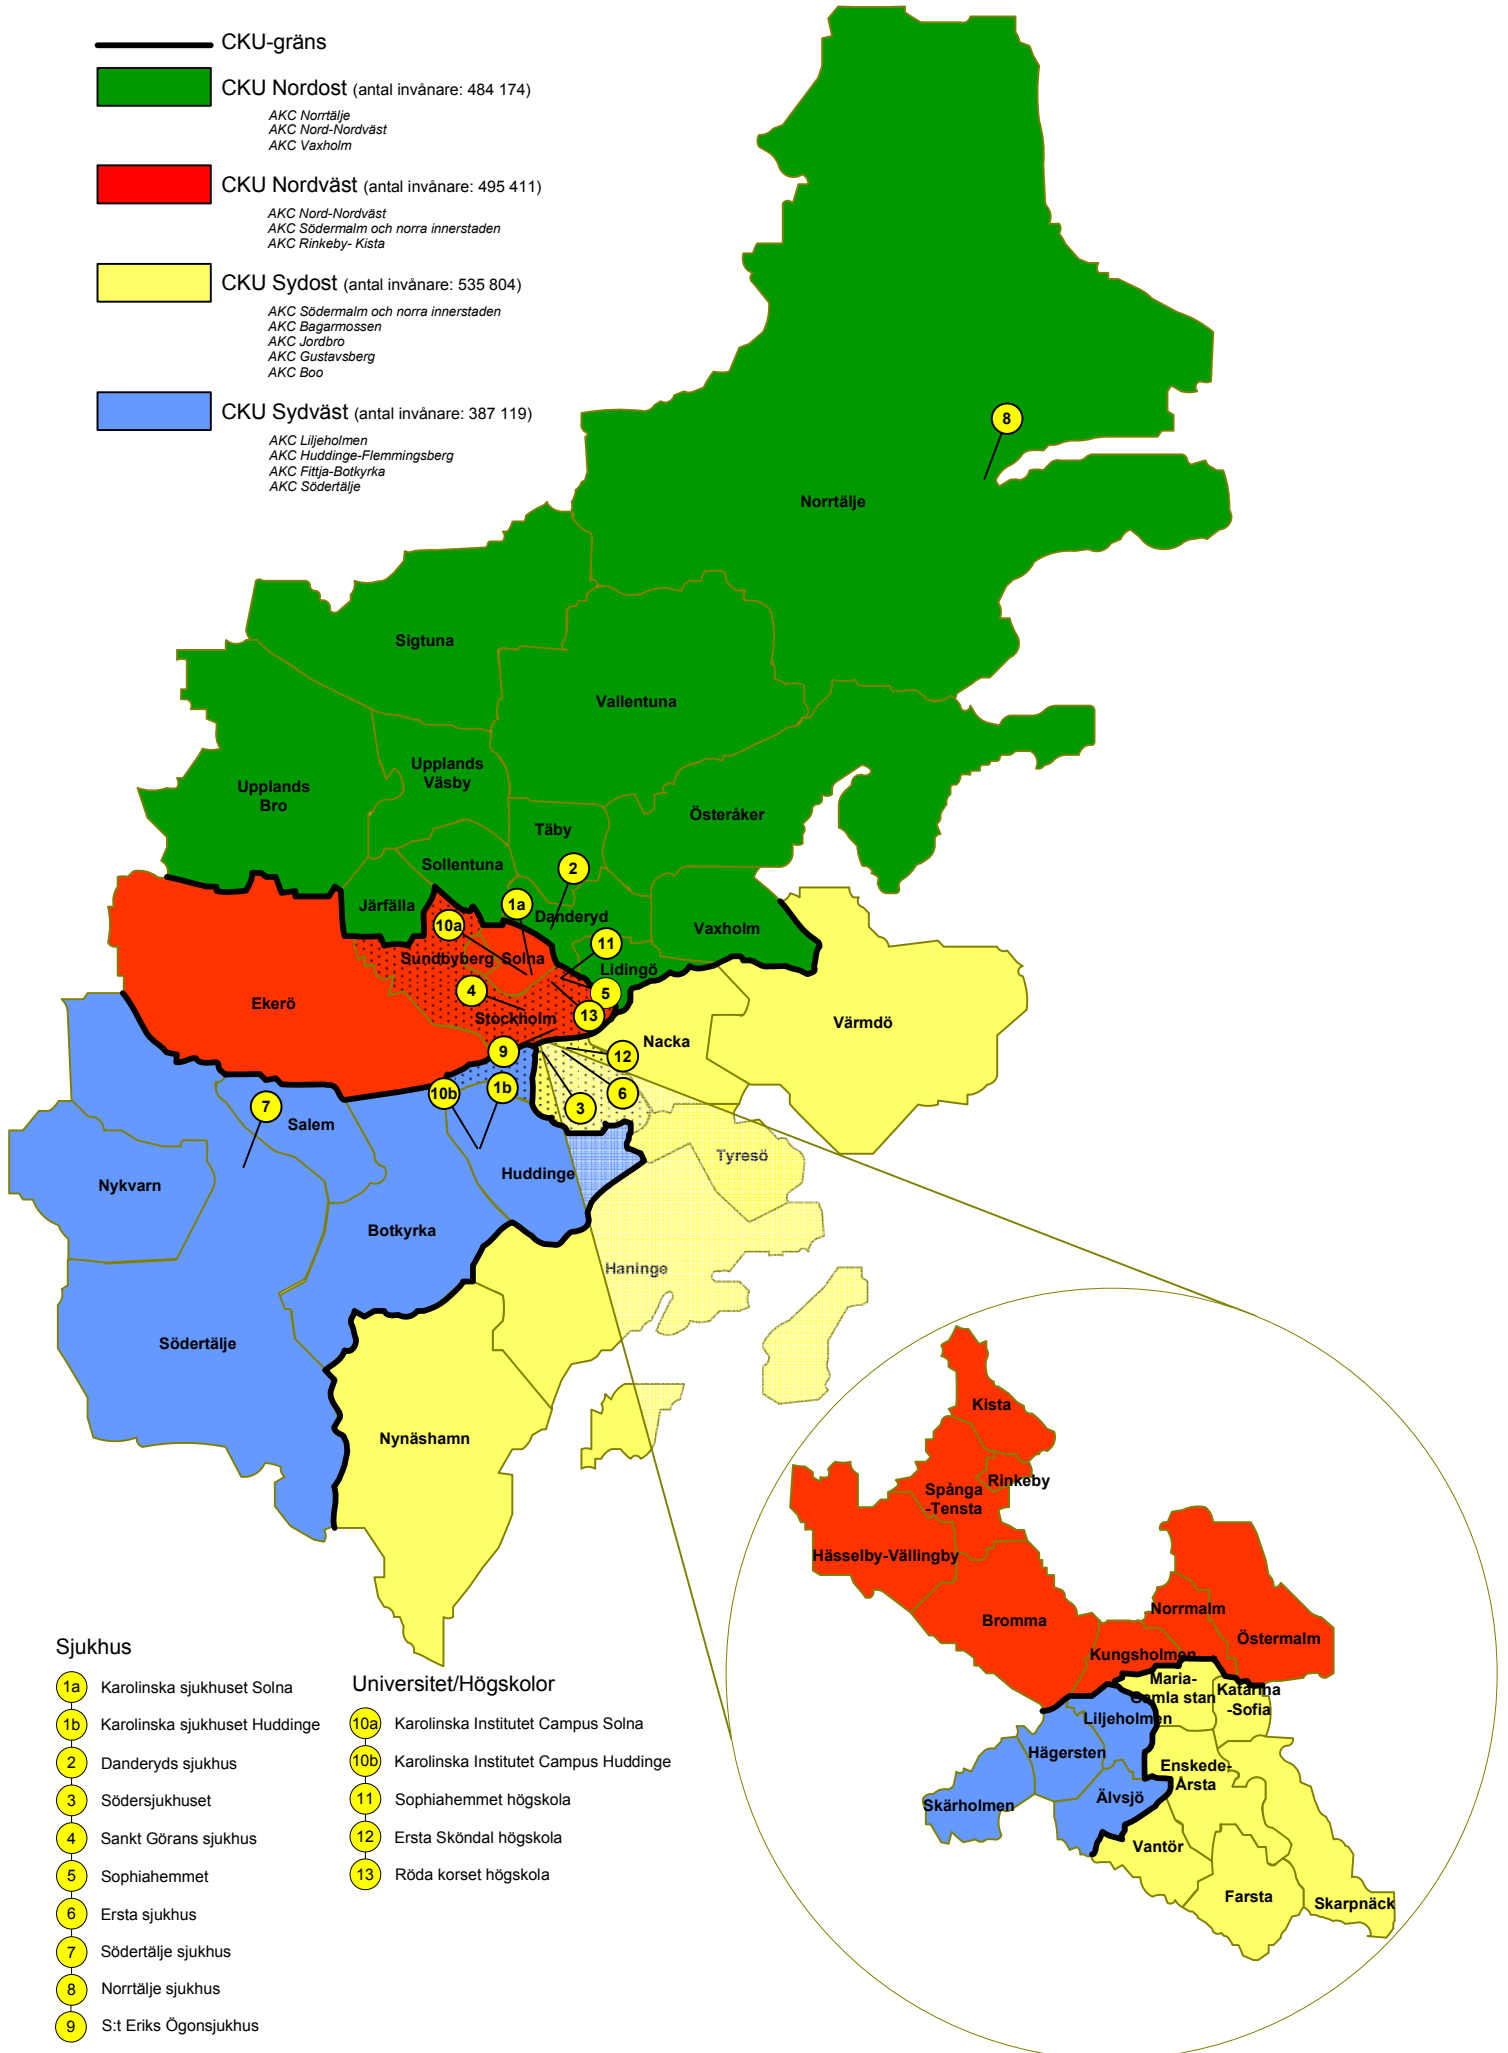 CKU-gräns
CKU Nordost (antal invånare: 484 174)
AKC Norrtälje
AKC Nord-Nordväst
AKC Vaxholm
CKU Nordväst (antal invånare: 495 411)
AKC Nord-Nordväst
AKC Södermalm och norra innerstaden
AKC Rinkeby- Kista
CKU Sydost (antal invånare: 535 804)
AKC Södermalm och norra innerstaden
AKC Bagarmossen
AKC Jordbro
AKC Gustavsberg
AKC Boo
CKU Sydväst (antal invånare: 387 119)
AKC Liljeholmen
AKC Huddinge-Flemmingsberg
AKC Fittja-Botkyrka
AKC Södertälje
8
Norrtälje
Sigtuna
Vallentuna
Upplands
Väsby
Upplands
Bro
Österåker
Täby
Sollentuna
2
Järfälla
1a
Danderyd
10a
Vaxholm
11
Sundbyberg
Solna
Lidingö
4
5
Ekerö
Stockholm
13
Värmdö
Nacka
9
12
10b
1b
6
3
7
Salem
Tyresö
Nykvarn
Huddinge
Botkyrka
Haninge
Södertälje
Nynäshamn
Kista
Rinkeby
Spånga
-Tensta
Hässelby-Vällingby
Bromma
Norrmalm
Östermalm
Kungsholmen
Maria-
Gamla stan
Katarina
-Sofia
Liljeholmen
Hägersten
Enskede-
Årsta
Älvsjö
Skärholmen
Vantör
Farsta
Skarpnäck
Sjukhus
1a Karolinska sjukhuset Solna
1b Karolinska sjukhuset Huddinge
2 Danderyds sjukhus
3 Södersjukhuset
4 Sankt Görans sjukhus
5 Sophiahemmet
6 Ersta sjukhus
7 Södertälje sjukhus
8 Norrtälje sjukhus
9 S:t Eriks Ögonsjukhus
Universitet/Högskolor
10a Karolinska Institutet Campus Solna
10b Karolinska Institutet Campus Huddinge
11 Sophiahemmet högskola
12 Ersta Sköndal högskola
13 Röda korset högskola